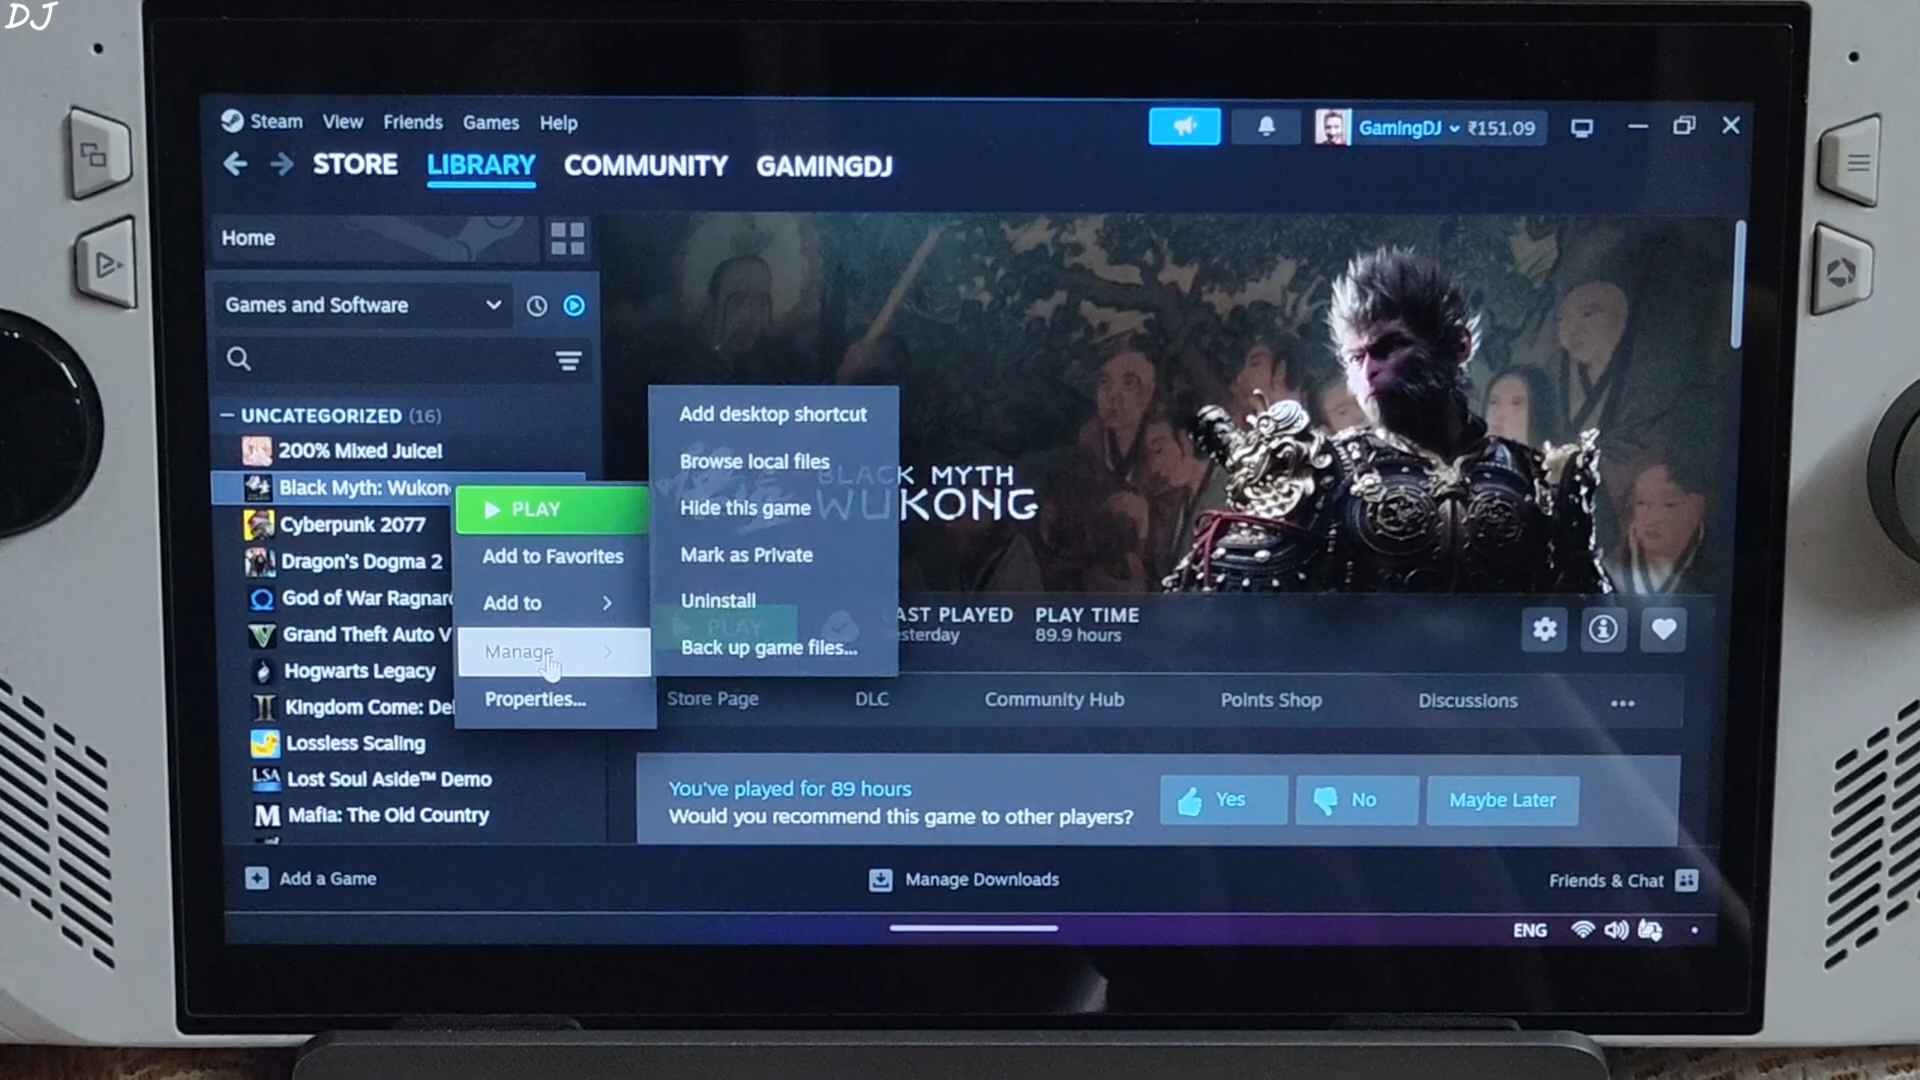 DJ
Steam View Friends Games Help
GamingDJ ₹151.09
STORE LIBRARY COMMUNITY GAMINGDJ
Home
Games and Software
UNCATEGORIZED (16)
200% Mixed Juice!
Black Myth: Wukon
Cyberpunk 2077
Dragon's Dogma 2
God of War Ragnar
Grand Theft Auto V
Hogwarts Legacy
Kingdom Come: De
Lossless Scaling
LSA Lost Soul Aside™ Demo
Mafia: The Old Country
PLAY
Add to Favorites
Add to
Manage
Properties...
Add desktop shortcut
Browse local files
Hide this game
Mark as Private
Uninstall
Back up game files...
BLACK MYTH
WUKONG
PLAY
AST PLAYED
esterday
PLAY TIME
89.9 hours
Store Page DLC Community Hub Points Shop Discussions ...
You've played for 89 hours
Would you recommend this game to other players?
Yes No Maybe Later
Add a Game Manage Downloads Friends & Chat
ENG